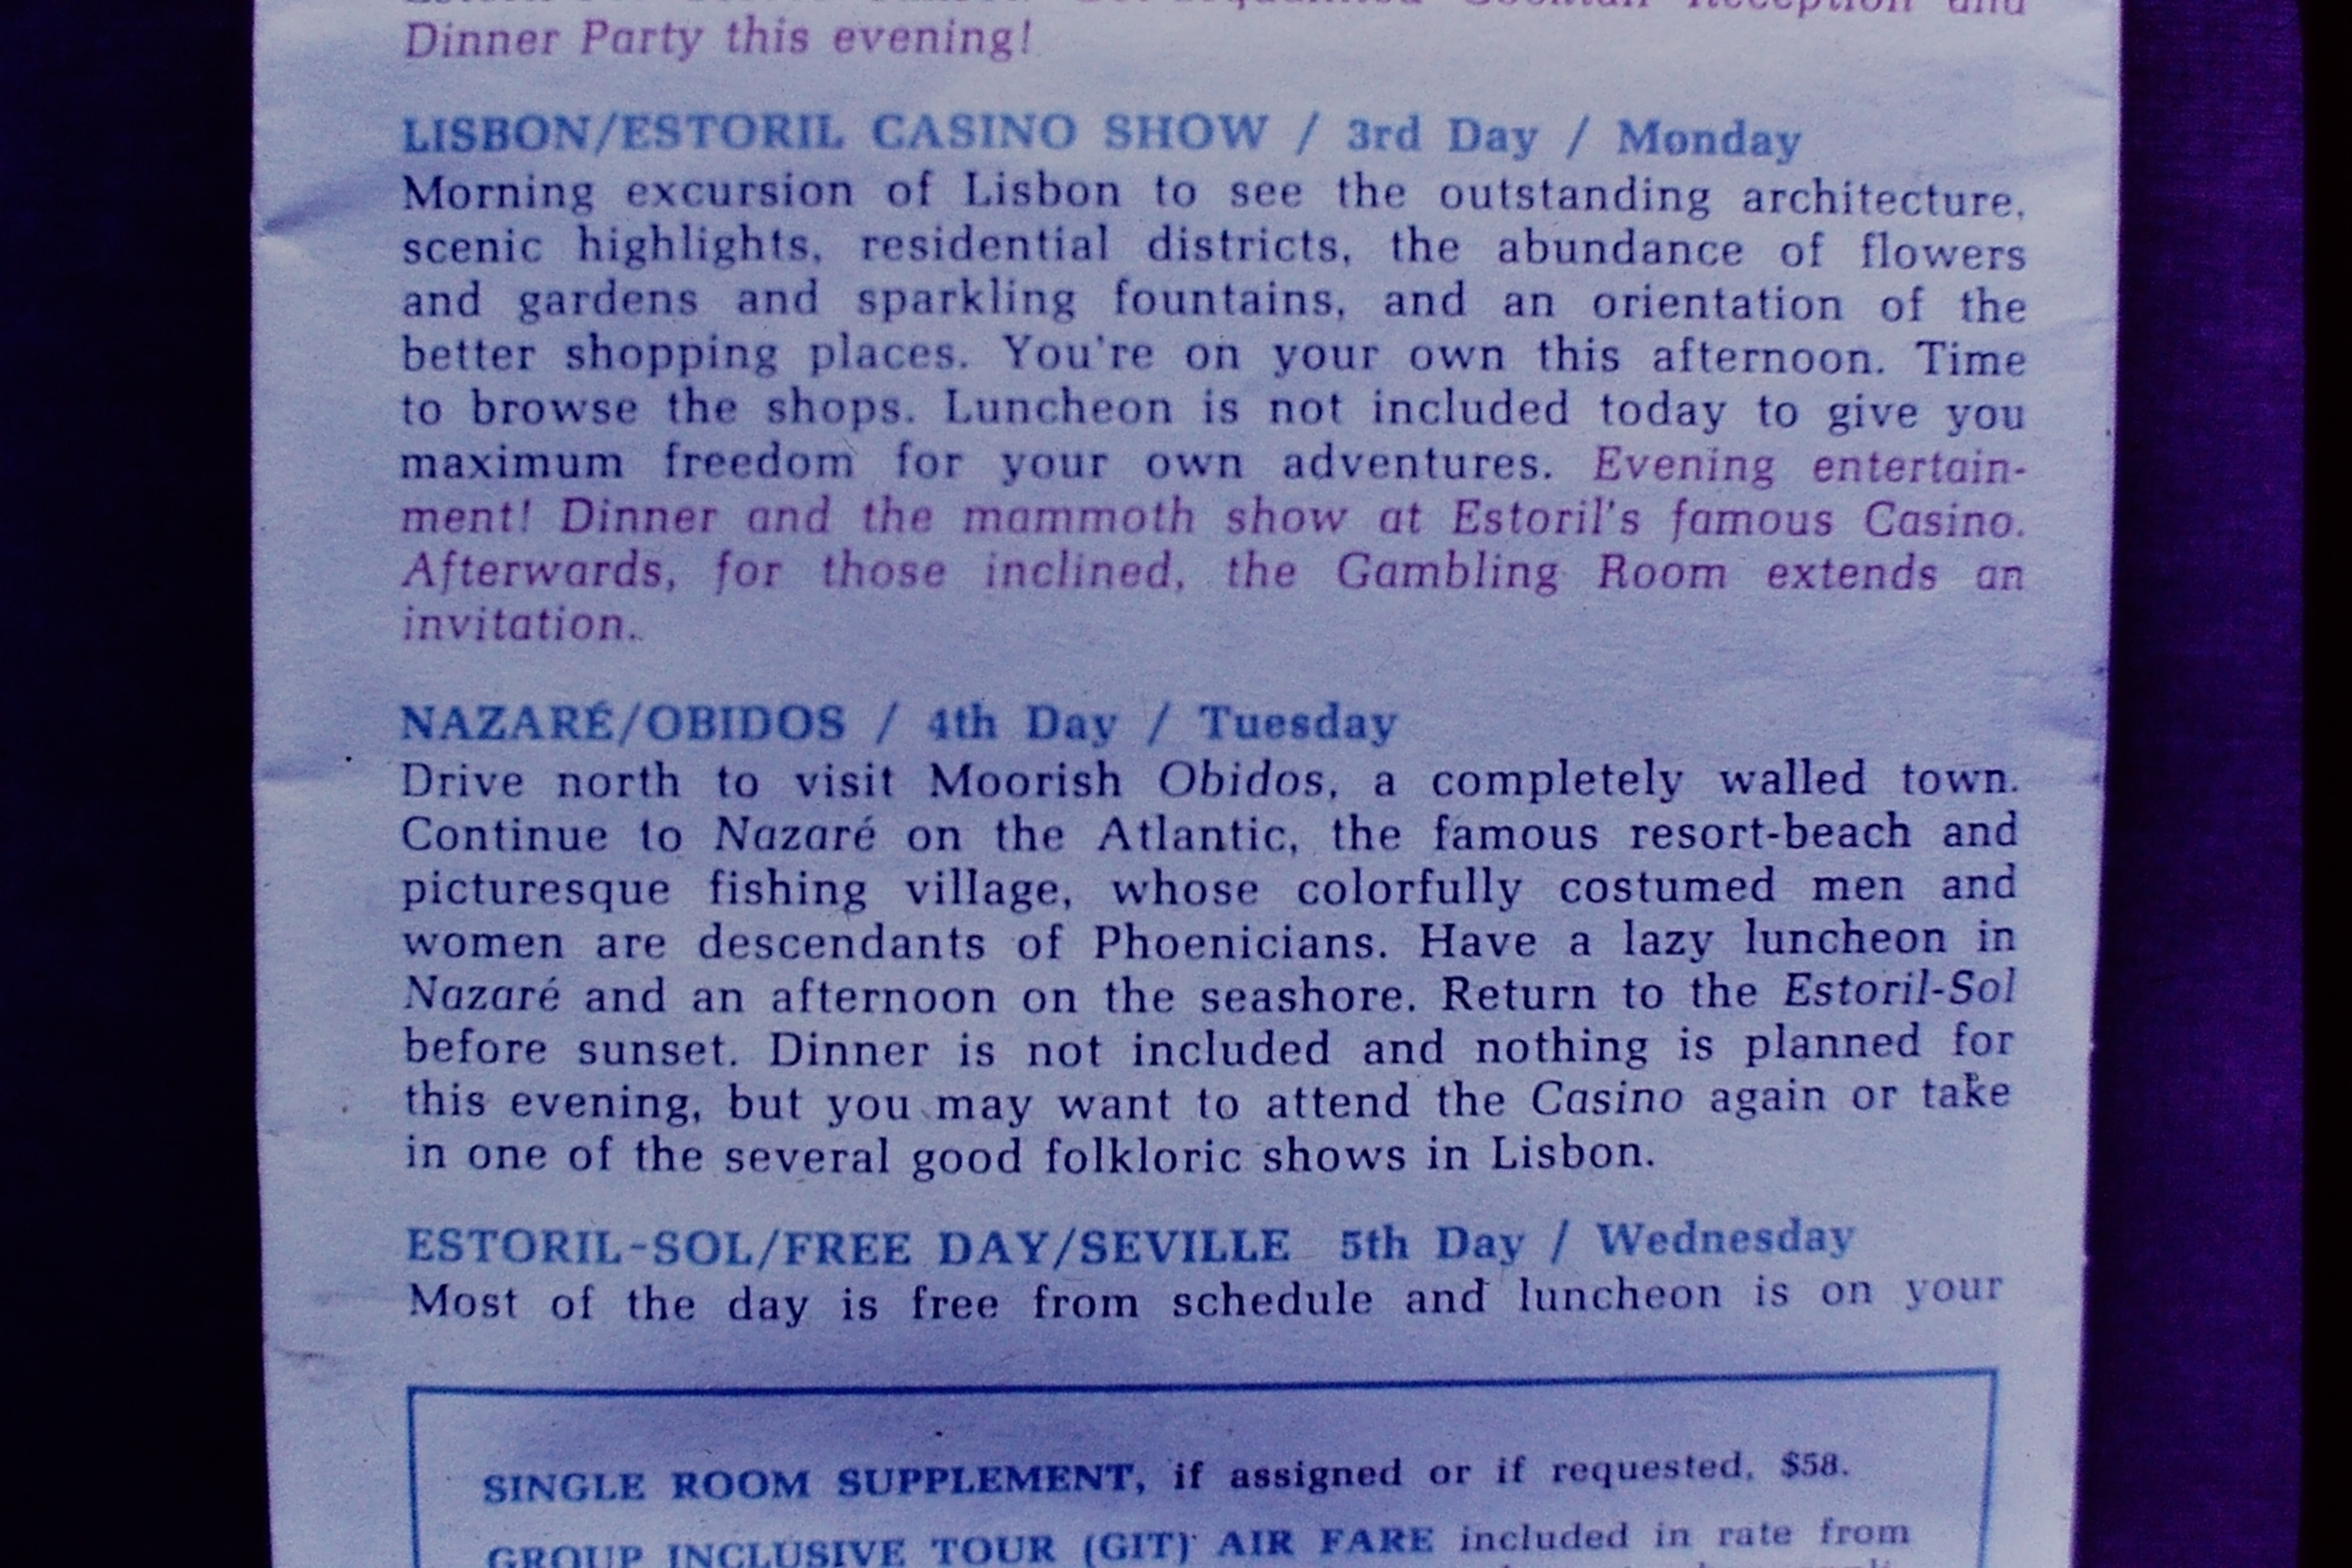 Cocktail Reception and
Dinner Party this evening!
LISBON/ESTORIL CASINO SHOW / 3rd Day / Monday
Morning excursion of Lisbon to see the outstanding architecture,
scenic highlights, residential districts, the abundance of flowers
and gardens and sparkling fountains, and an orientation of the
better shopping places. You're on your own this afternoon. Time
to browse the shops. Luncheon is not included today to give you
maximum freedom for your own adventures. Evening entertain-
ment! Dinner and the mammoth show at Estoril's famous Casino.
Afterwards, for those inclined, the Gambling Room extends an
invitation.
NAZARÉ/OBIDOS / 4th Day / Tuesday
Drive north to visit Moorish Obidos, a completely walled town.
Continue to Nazaré on the Atlantic, the famous resort-beach and
picturesque fishing village, whose colorfully costumed men and
women are descendants of Phoenicians. Have a lazy luncheon in
Nazaré and an afternoon on the seashore. Return to the Estoril-Sol
before sunset. Dinner is not included and nothing is planned for
this evening, but you may want to attend the Casino again or take
in one of the several good folkloric shows in Lisbon.
ESTORIL-SOL/FREE DAY/SEVILLE 5th Day / Wednesday
Most of the day is free from schedule and luncheon is on your
SINGLE ROOM SUPPLEMENT, if assigned or if requested, $58.
GROUP INCLUSIVE TOUR (GIT) AIR FARE included in rate from